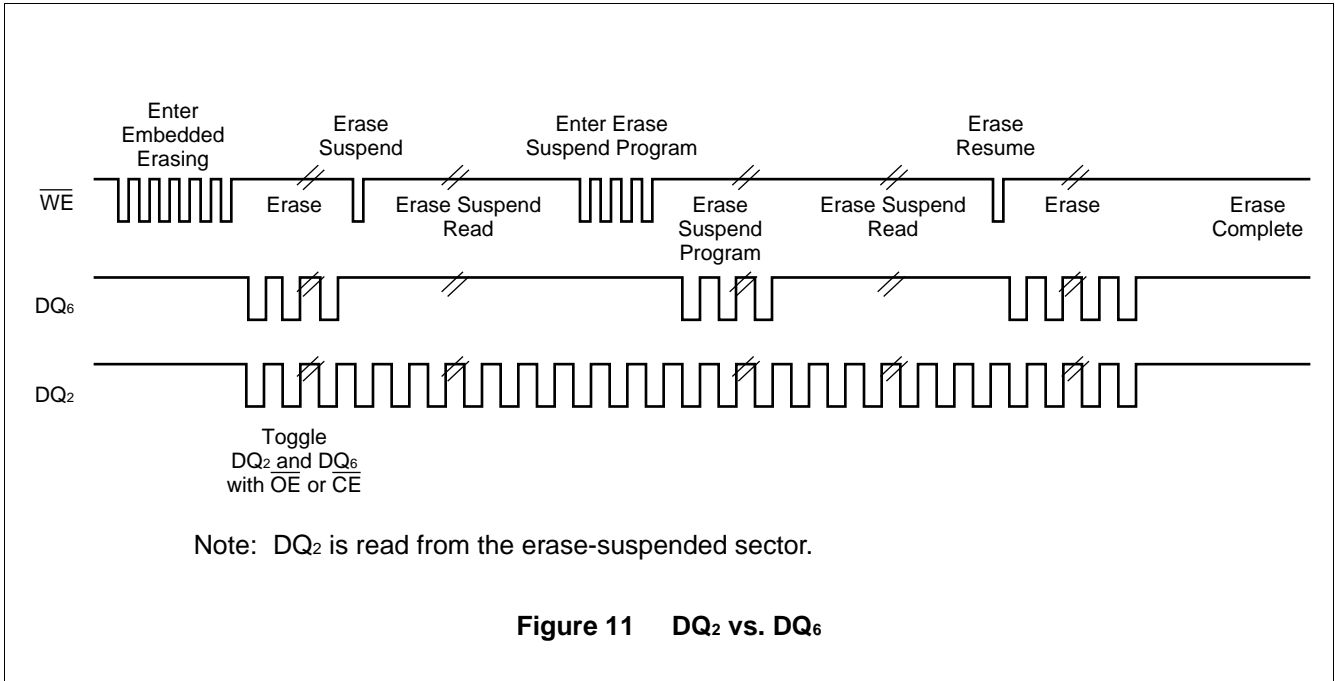 Enter
Embedded
Erasing
Erase
Suspend
Enter Erase
Suspend Program
Erase
Resume
WE
Erase
Erase Suspend
Read
Erase
Suspend
Program
Erase Suspend
Read
Erase
Erase
Complete
DQ6
DQ2
Toggle
DQ2 and DQ6
with OE or CE
Note: DQ2 is read from the erase-suspended sector.
Figure 11 DQ2 vs. DQ6